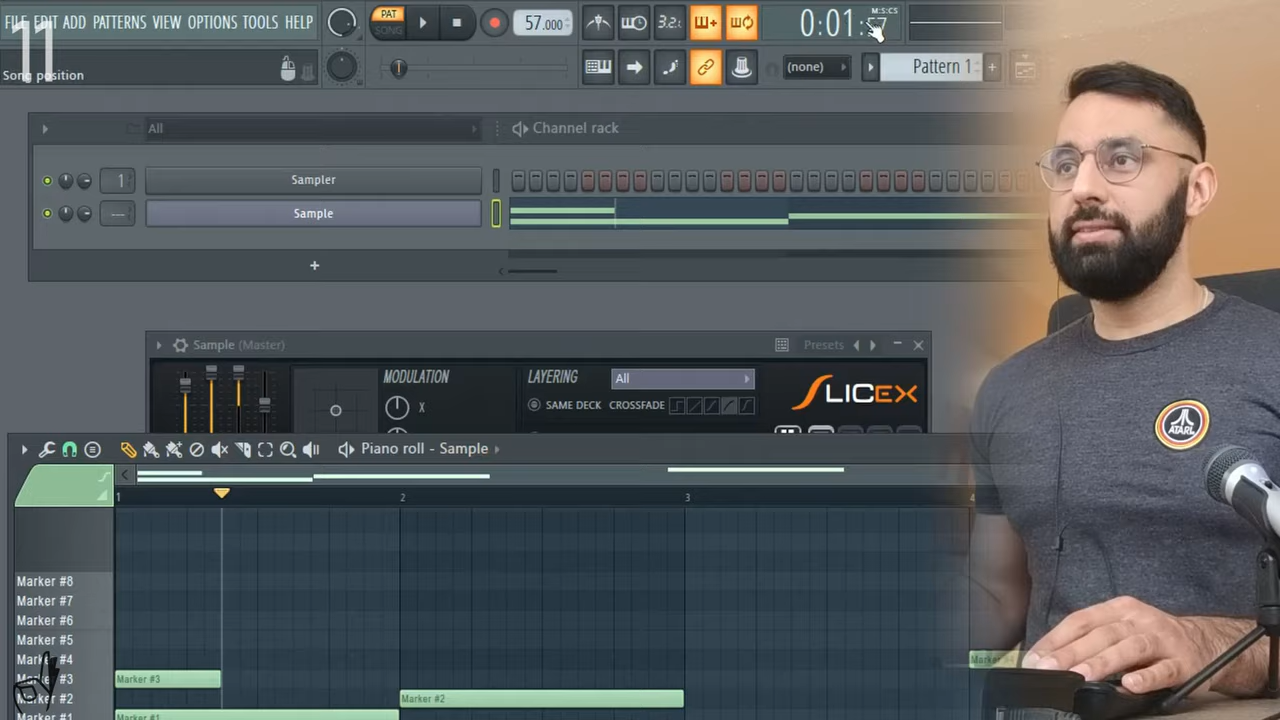 FILE EDIT ADD PATTERNS VIEW OPTIONS TOOLS HELP
11
Song position
PAT
SONG
57.000
3.2
0:01:57
M:S:CS
(none)
Pattern 1
+
All
Channel rack
1
Sampler
---
Sample
+
Sample (Master)
Presets
MODULATION
X
LAYERING
All
SAME DECK
CROSSFADE
SLICEX
Piano roll - Sample
1
2
3
4
Marker #8
Marker #7
Marker #6
Marker #5
Marker #4
Marker #3
Marker #3
Marker #2
Marker #2
Marker #1
Marker #1
ATARI